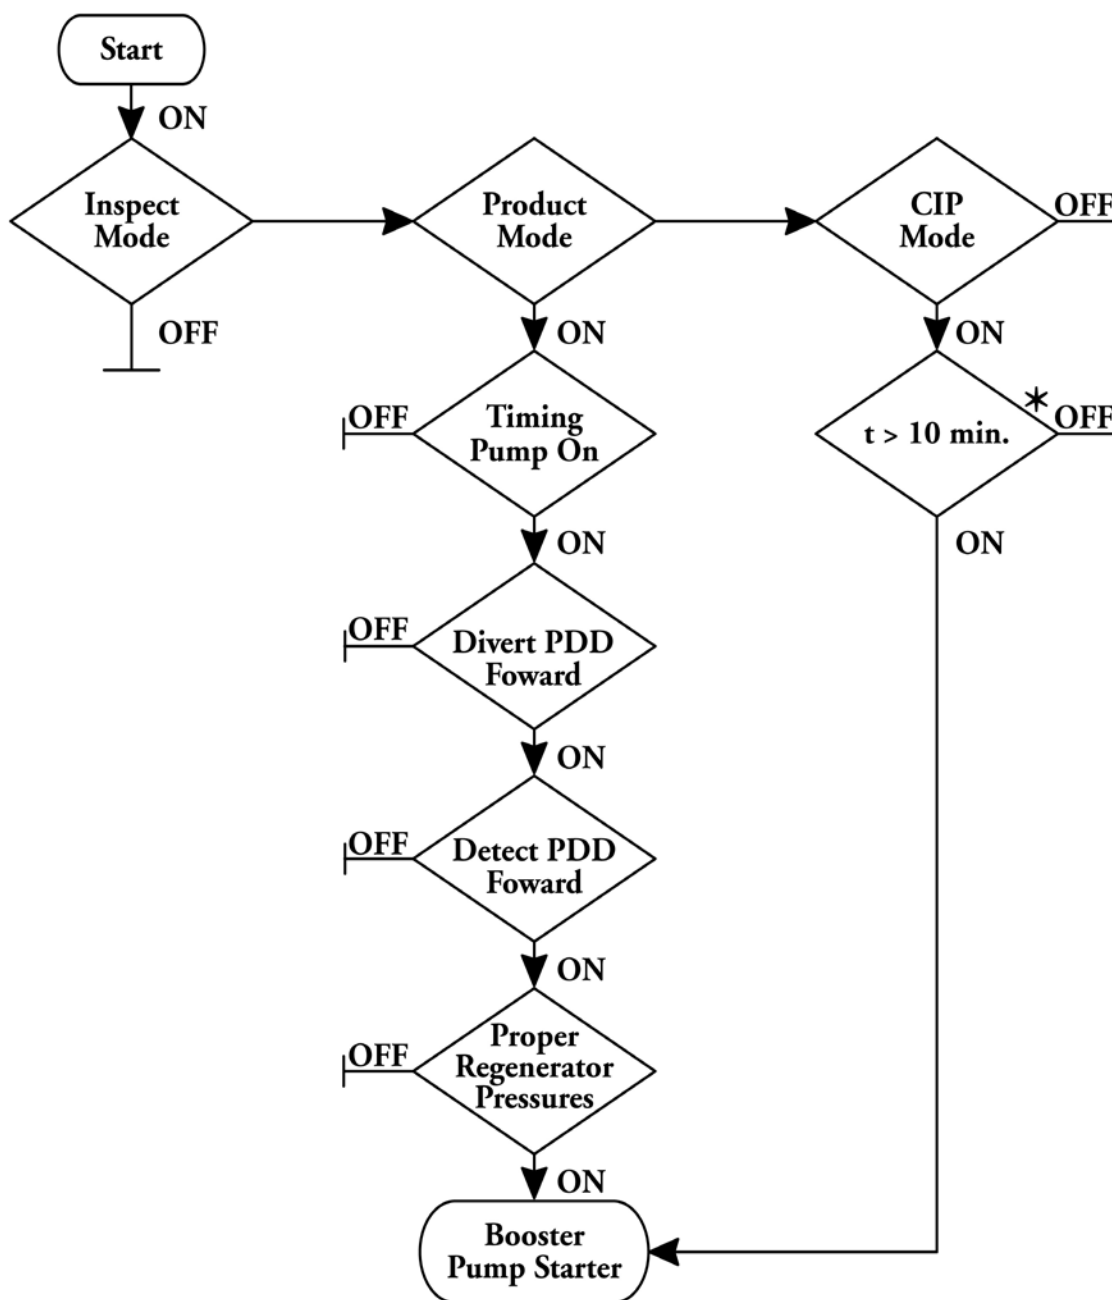 Start
ON
Inspect
Mode
OFF
Product
Mode
ON
CIP
Mode
OFF
ON
OFF
Timing
Pump On
ON
t > 10 min.
*
OFF
ON
OFF
Divert PDD
Foward
ON
OFF
Detect PDD
Foward
ON
OFF
Proper
Regenerator
Pressures
ON
Booster
Pump Starter